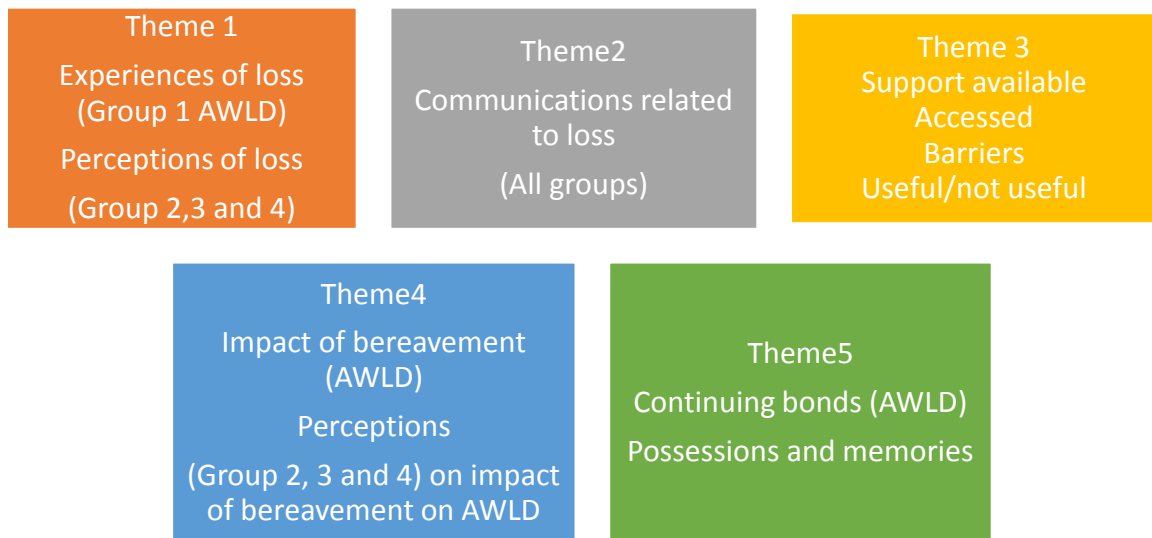 Theme 1
Experiences of loss
(Group 1 AWLD)
Perceptions of loss
(Group 2,3 and 4)
Theme2
Communications related
to loss
(All groups)
Theme 3
Support available
Accessed
Barriers
Useful/not useful
Theme4
Impact of bereavement
(AWLD)
Perceptions
(Group 2, 3 and 4) on impact
of bereavement on AWLD
Theme5
Continuing bonds (AWLD)
Possessions and memories